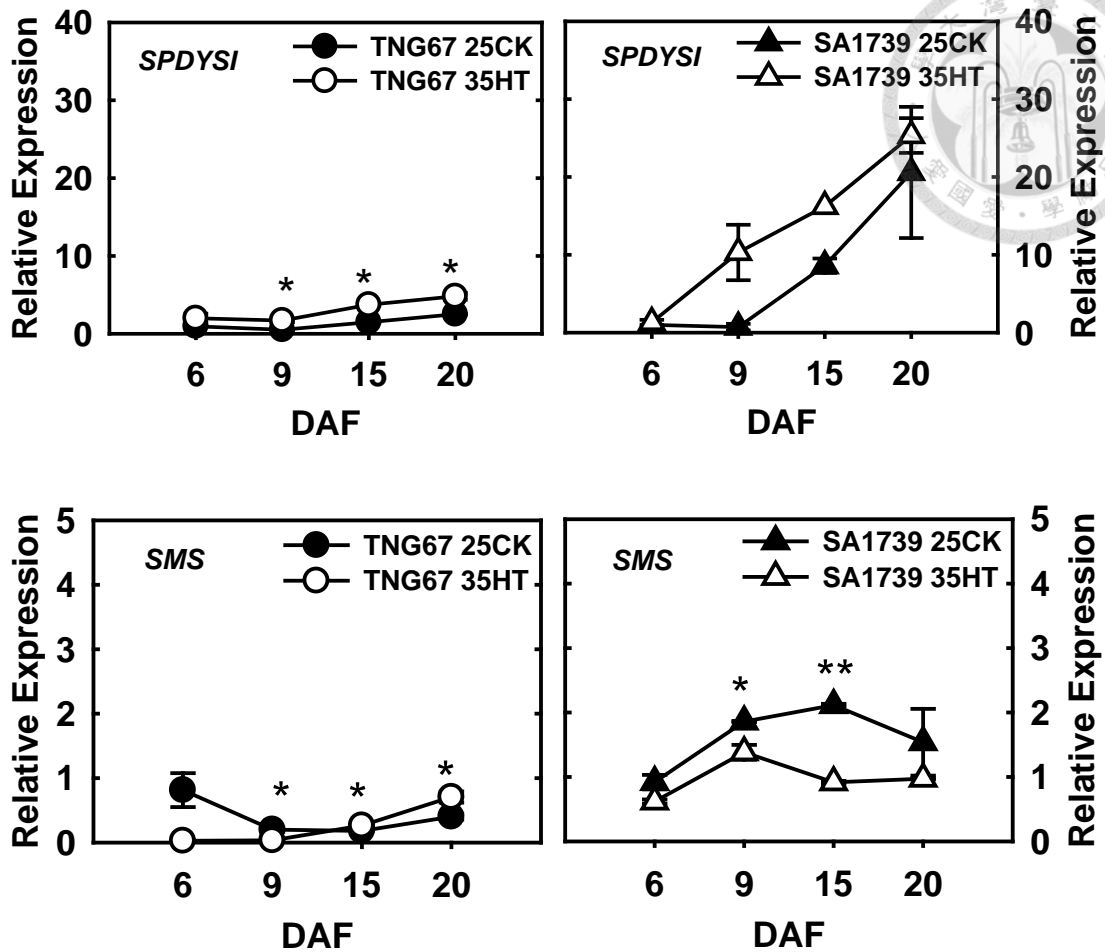 40
30
20
10
0
Relative Expression
SPDYSI
TNG67 25CK
TNG67 35HT
*
*
*
6 9 15 20
DAF
SPDYSI
SA1739 25CK
SA1739 35HT
40
30
20
10
0
Relative Expression
6 9 15 20
DAF
5
4
3
2
1
0
Relative Expression
SMS
TNG67 25CK
TNG67 35HT
*
*
*
6 9 15 20
DAF
SMS
SA1739 25CK
SA1739 35HT
*
**
5
4
3
2
1
0
Relative Expression
6 9 15 20
DAF